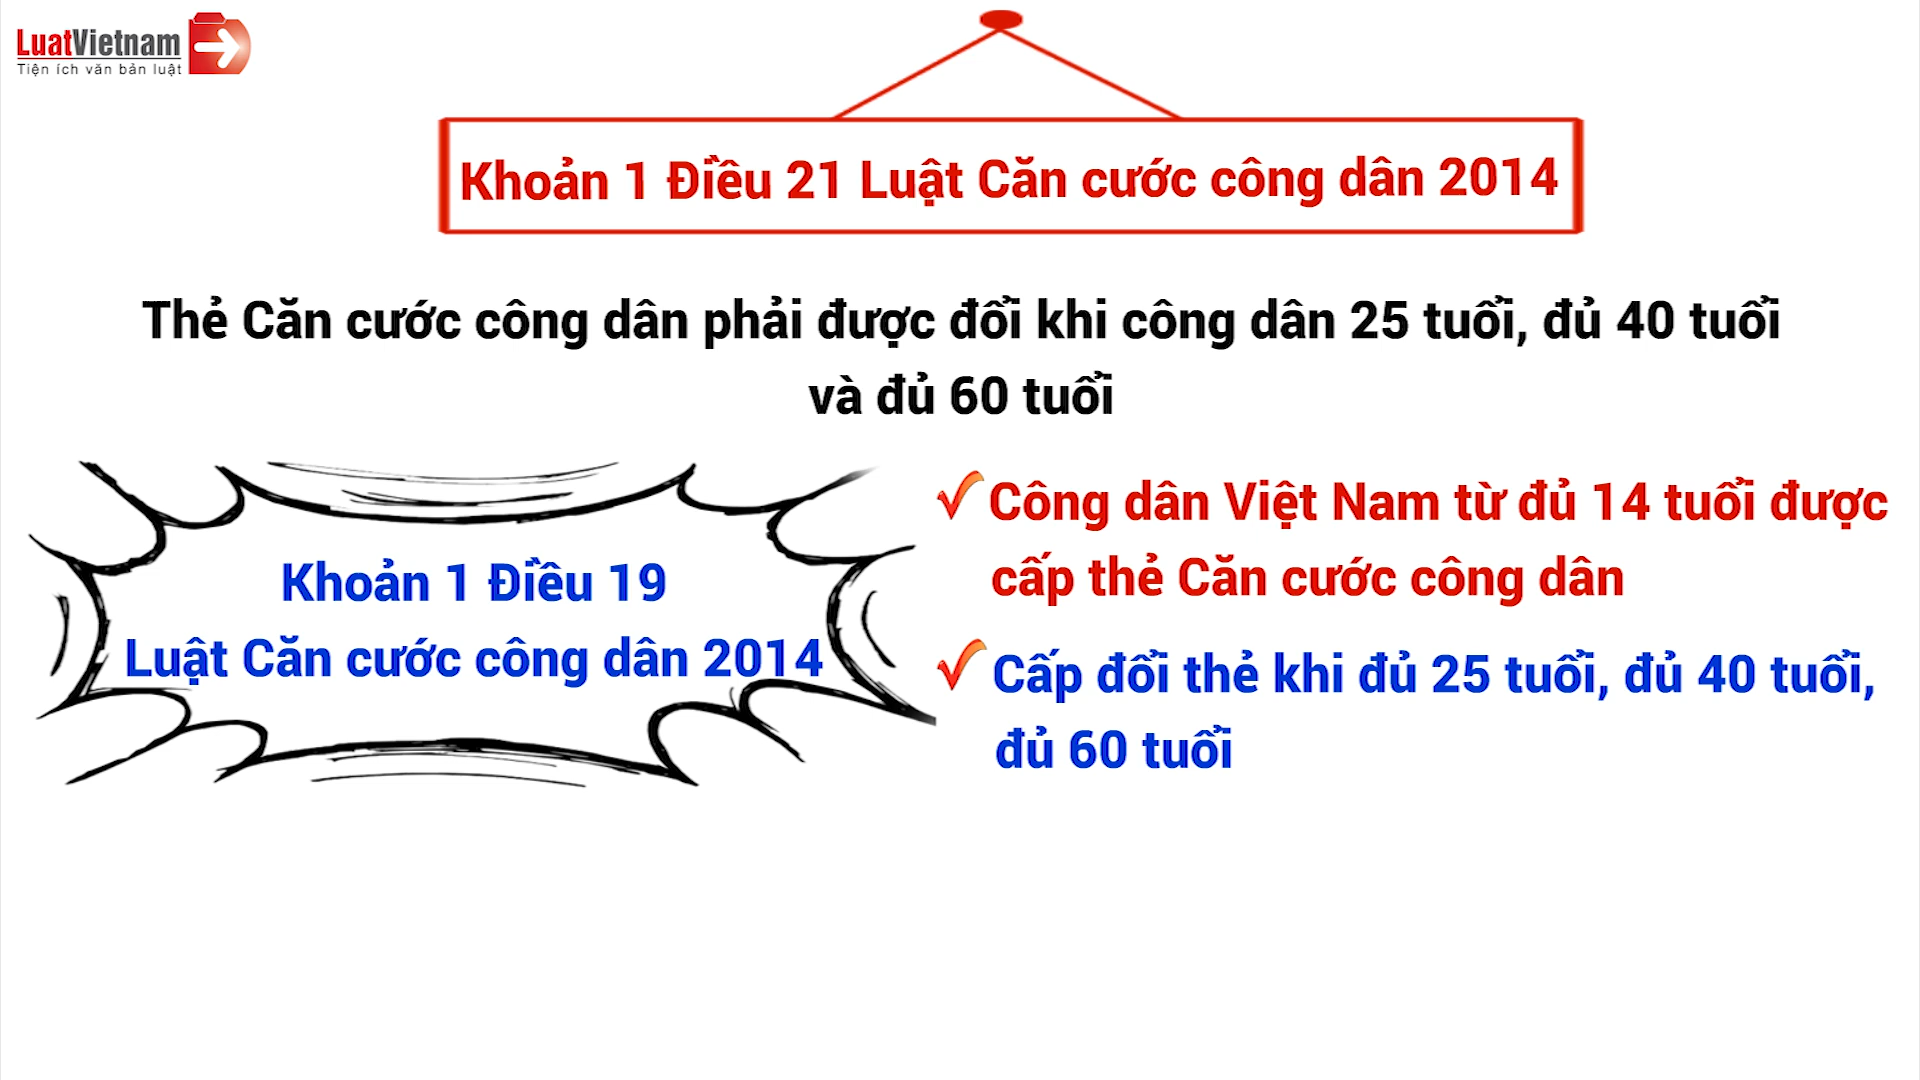 LuatVietnam
Tiện ích văn bản luật
Khoản 1 Điều 21 Luật Căn cước công dân 2014
Thẻ Căn cước công dân phải được đổi khi công dân 25 tuổi, đủ 40 tuổi
và đủ 60 tuổi
Khoản 1 Điều 19
Luật Căn cước công dân 2014
Công dân Việt Nam từ đủ 14 tuổi được
cấp thẻ Căn cước công dân
Cấp đổi thẻ khi đủ 25 tuổi, đủ 40 tuổi,
đủ 60 tuổi